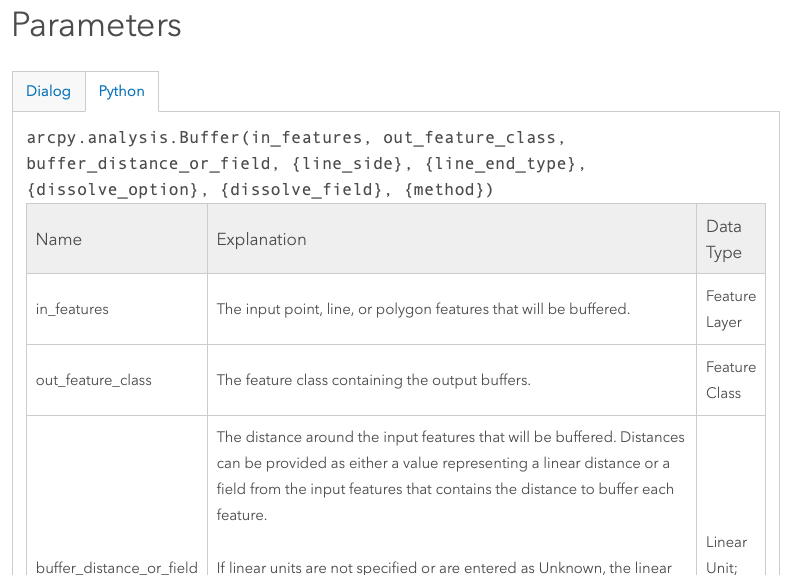 Parameters
Dialog
Python
arcpy.analysis.Buffer(in_features, out_feature_class,
buffer_distance_or_field, {line_side}, {line_end_type},
{dissolve_option}, {dissolve_field}, {method})
Name
Explanation
Data
Type
in_features
The input point, line, or polygon features that will be buffered.
Feature
Layer
out_feature_class
The feature class containing the output buffers.
Feature
Class
buffer_distance_or_field
The distance around the input features that will be buffered. Distances
can be provided as either a value representing a linear distance or a
field from the input features that contains the distance to buffer each
feature.
If linear units are not specified or are entered as Unknown, the linear
Linear
Unit;